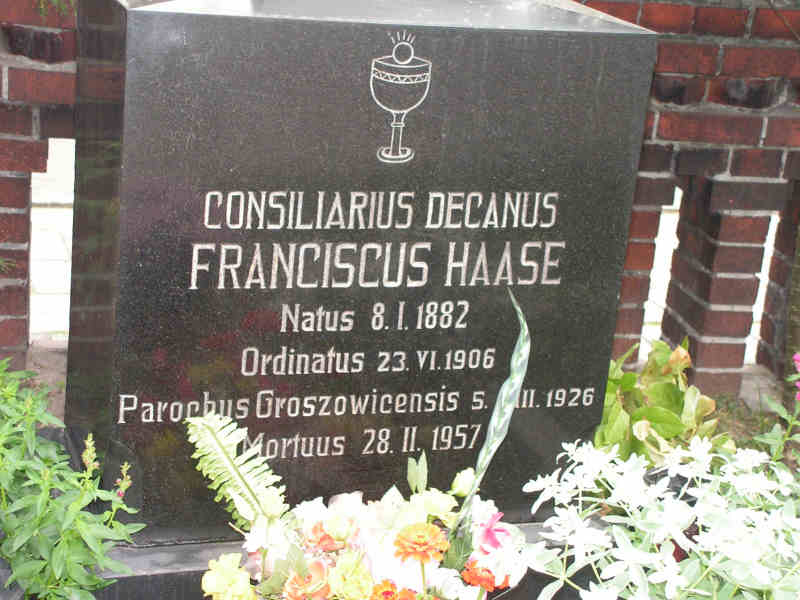 CONSILIARIUS DECANUS
FRANCISCUS HAASE
Natus 8. I. 1882
Ordinatus 23. VI. 1906
Parochus Groszowicensis 5. 1926
Mortuus 28. II. 1957